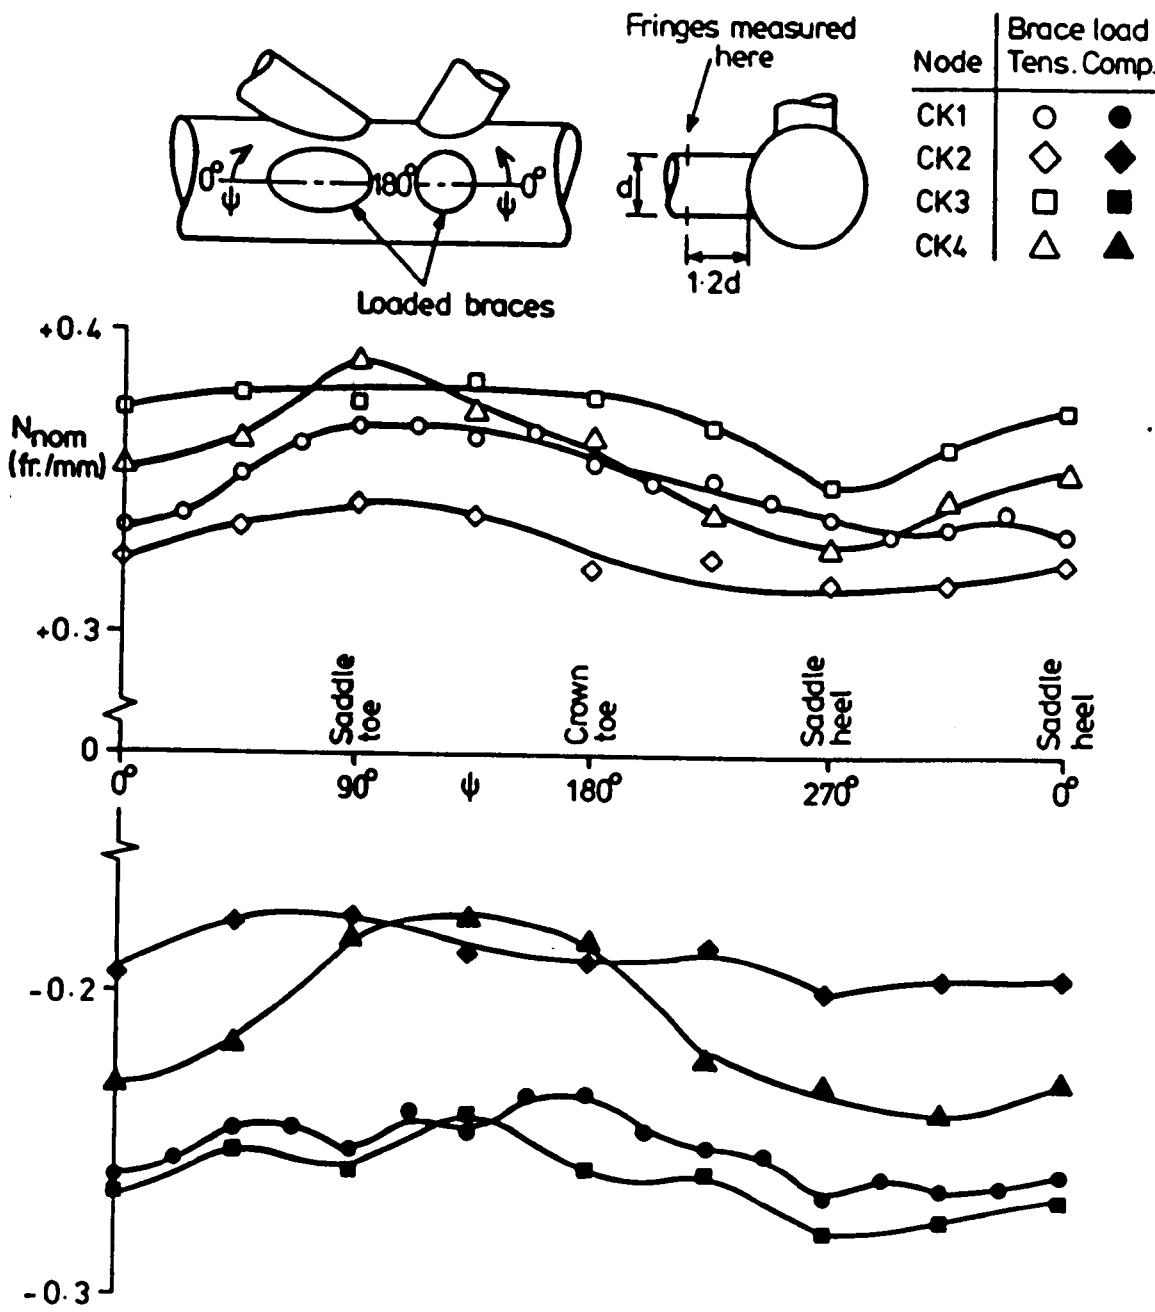 Fringes measured
here
Brace load
Node Tens. Comp.
CK1
CK2
CK3
CK4
0° ψ 180° ψ 0°
d
1·2d
Loaded braces
+0.4
N nom
(fr./mm)
+0.3
Saddle
toe
Crown
toe
Saddle
heel
Saddle
heel
0
0° 90° ψ 180° 270° 0°
-0.2
-0.3